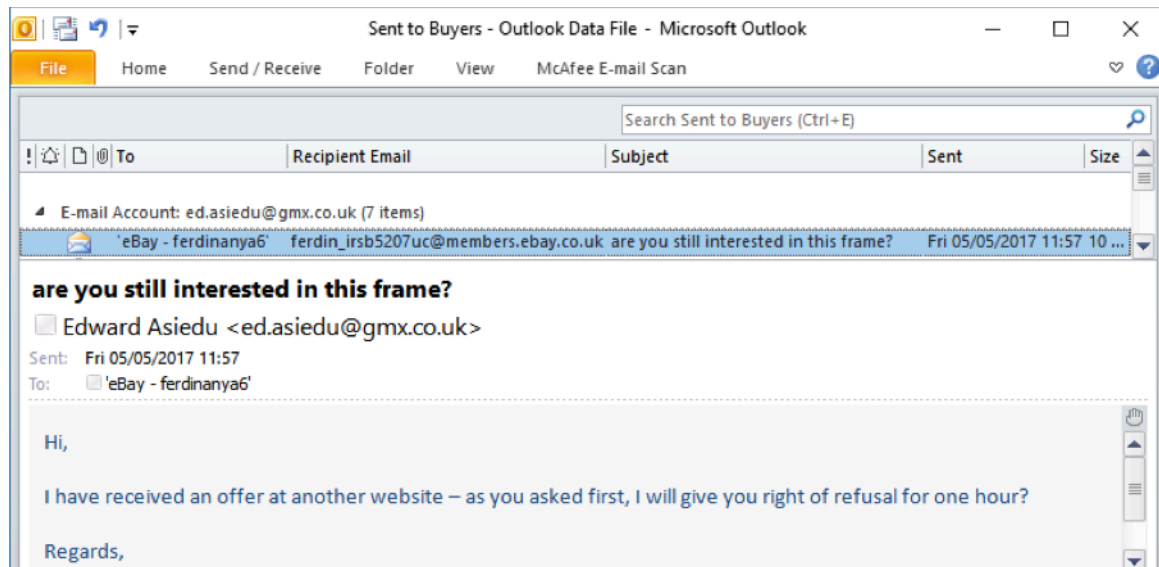 Sent to Buyers - Outlook Data File - Microsoft Outlook
File Home Send / Receive Folder View McAfee E-mail Scan
Search Sent to Buyers (Ctrl+E)
! To Recipient Email Subject Sent Size
E-mail Account: ed.asiedu@gmx.co.uk (7 items)
'eBay - ferdinanya6' ferdin_irsb5207uc@members.ebay.co.uk are you still interested in this frame? Fri 05/05/2017 11:57 10 ...
are you still interested in this frame?
Edward Asiedu <ed.asiedu@gmx.co.uk>
Sent: Fri 05/05/2017 11:57
To: 'eBay - ferdinanya6'
Hi,
I have received an offer at another website – as you asked first, I will give you right of refusal for one hour?
Regards,